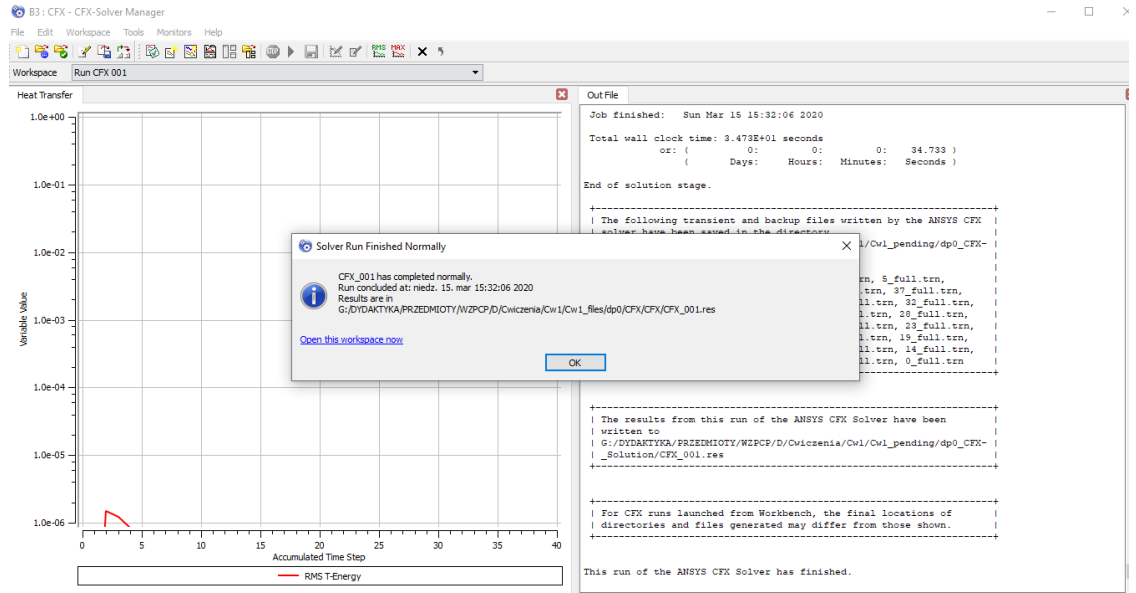 B3 : CFX - CFX-Solver Manager
File Edit Workspace Tools Monitors Help
RMS MAX
Workspace Run CFX 001
Heat Transfer
1.0e+00
1.0e-01
1.0e-02
1.0e-03
1.0e-04
1.0e-05
1.0e-06
Variable Value
0 5 10 15 20 25 30 35 40
Accumulated Time Step
RMS T-Energy
Out File
Job finished: Sun Mar 15 15:32:06 2020
Total wall clock time: 3.473E+01 seconds
or: ( 0: 0: 0: 34.733 )
( Days: Hours: Minutes: Seconds )
End of solution stage.
+--------------------------------------------------------------------+
| The following transient and backup files written by the ANSYS CFX |
| solver have been saved in the directory
1/Cw1_pending/dp0_CFX- |
|
rn, 5_full.trn, |
.trn, 37_full.trn, |
ll.trn, 32_full.trn, |
ll.trn, 28_full.trn, |
ll.trn, 23_full.trn, |
l.trn, 19_full.trn, |
ll.trn, 14_full.trn, |
ll.trn, 0_full.trn |
--------------------+
Solver Run Finished Normally
CFX_001 has completed normally.
Run concluded at: niedz. 15. mar 15:32:06 2020
Results are in
G:/DYDAKTYKA/PRZEDMIOTY/WZPCP/D/Cwiczenia/Cw1/Cw1_files/dp0/CFX/CFX/CFX_001.res
Open this workspace now
OK
+--------------------------------------------------------------------+
| The results from this run of the ANSYS CFX Solver have been |
| written to |
| G:/DYDAKTYKA/PRZEDMIOTY/WZPCP/D/Cwiczenia/Cw1/Cw1_pending/dp0_CFX- |
| _Solution/CFX_001.res |
+--------------------------------------------------------------------+
+--------------------------------------------------------------------+
| For CFX runs launched from Workbench, the final locations of |
| directories and files generated may differ from those shown. |
+--------------------------------------------------------------------+
This run of the ANSYS CFX Solver has finished.